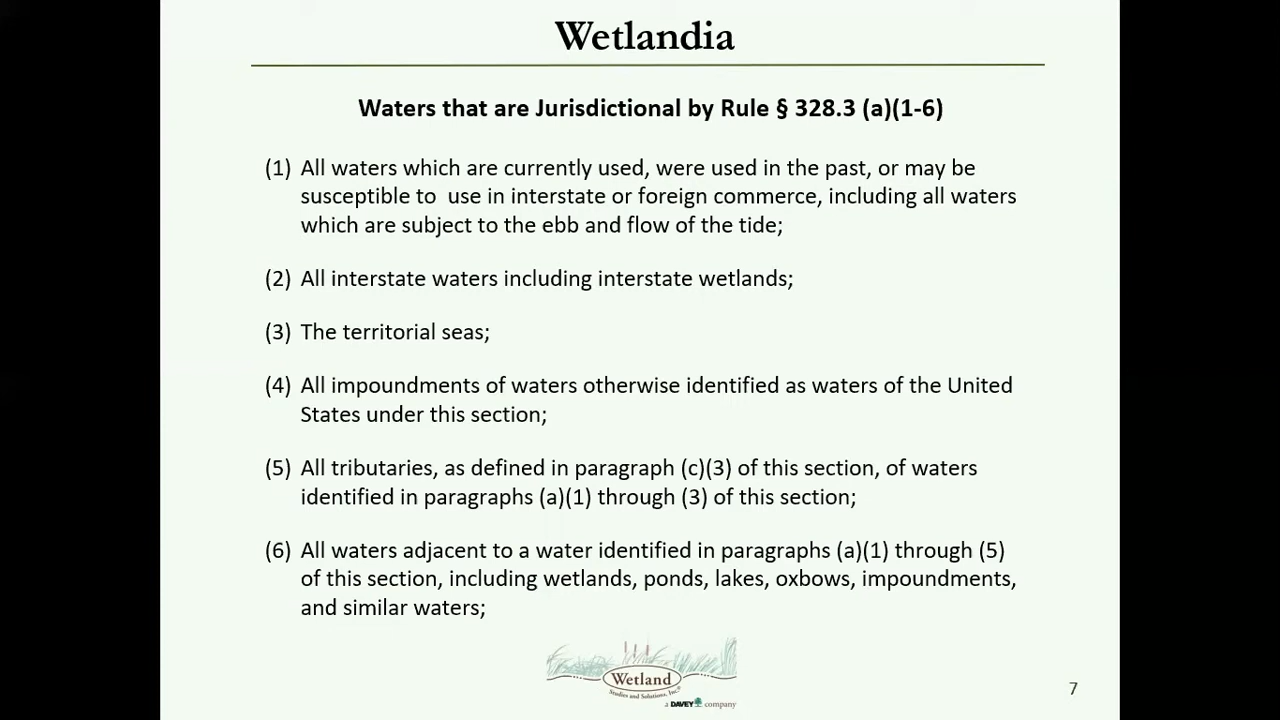 Wetlandia
Waters that are Jurisdictional by Rule § 328.3 (a)(1-6)
(1) All waters which are currently used, were used in the past, or may be
susceptible to  use in interstate or foreign commerce, including all waters
which are subject to the ebb and flow of the tide;
(2) All interstate waters including interstate wetlands;
(3) The territorial seas;
(4) All impoundments of waters otherwise identified as waters of the United
States under this section;
(5) All tributaries, as defined in paragraph (c)(3) of this section, of waters
identified in paragraphs (a)(1) through (3) of this section;
(6) All waters adjacent to a water identified in paragraphs (a)(1) through (5)
of this section, including wetlands, ponds, lakes, oxbows, impoundments,
and similar waters;
Wetland
Studies and Solutions, Inc.®
a DAVEY company
7